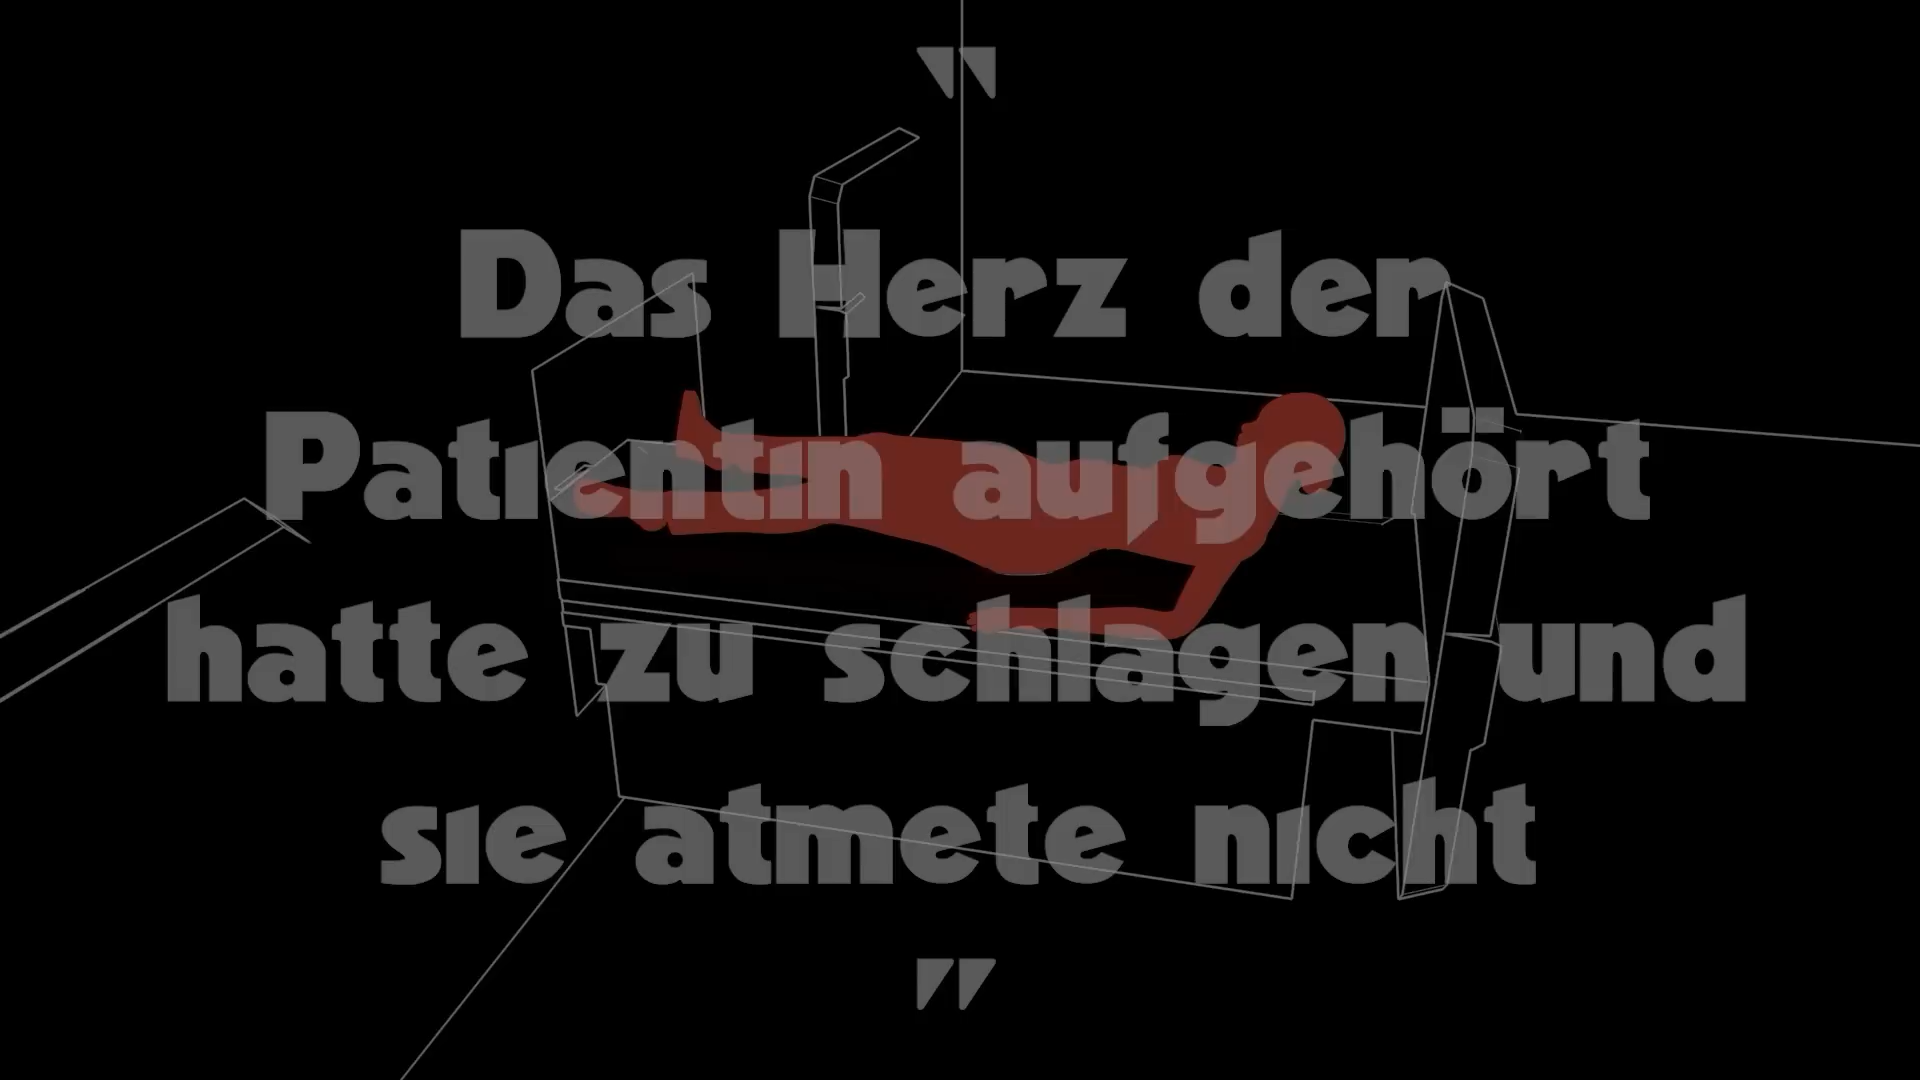 "
Das Herz der
Patientin aufgehört
hatte zu schlagen und
sie atmete nicht
"